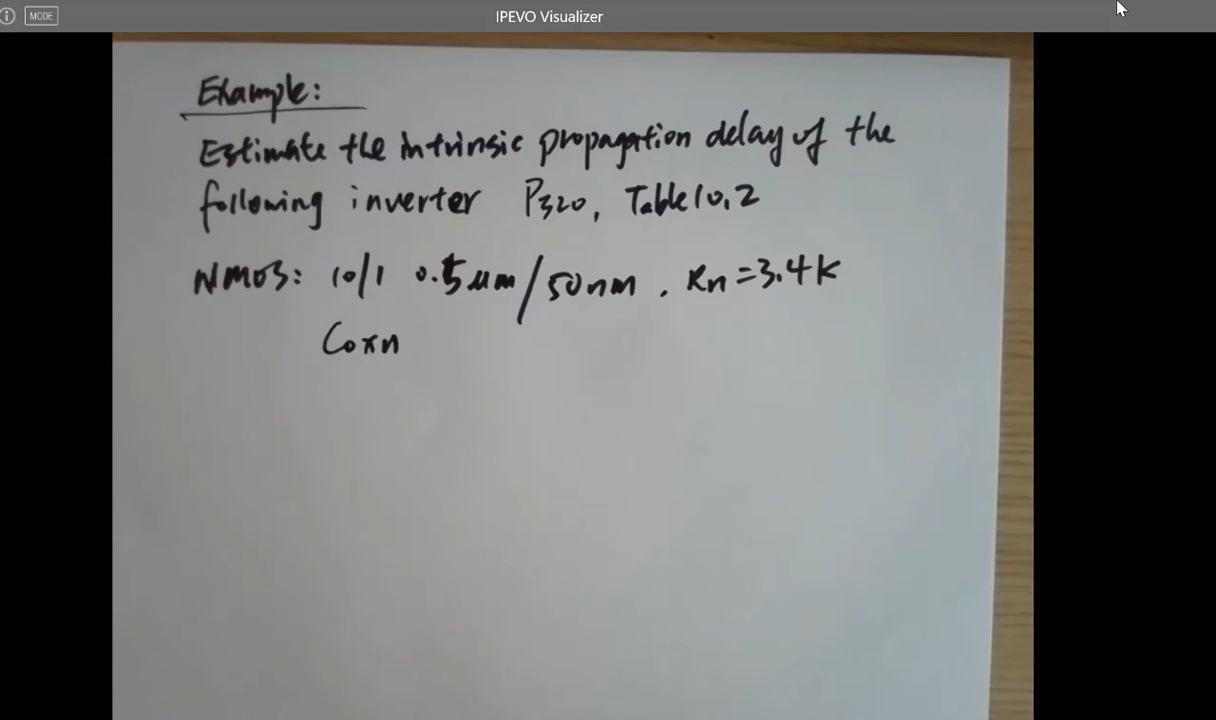 MODE
IPEVO Visualizer
Example:
Estimate the intrinsic propagation delay of the
following inverter P320, Table 10.2
NMOS: 10/1 0.5μm/50nm. Rn=3.4K
Coxn